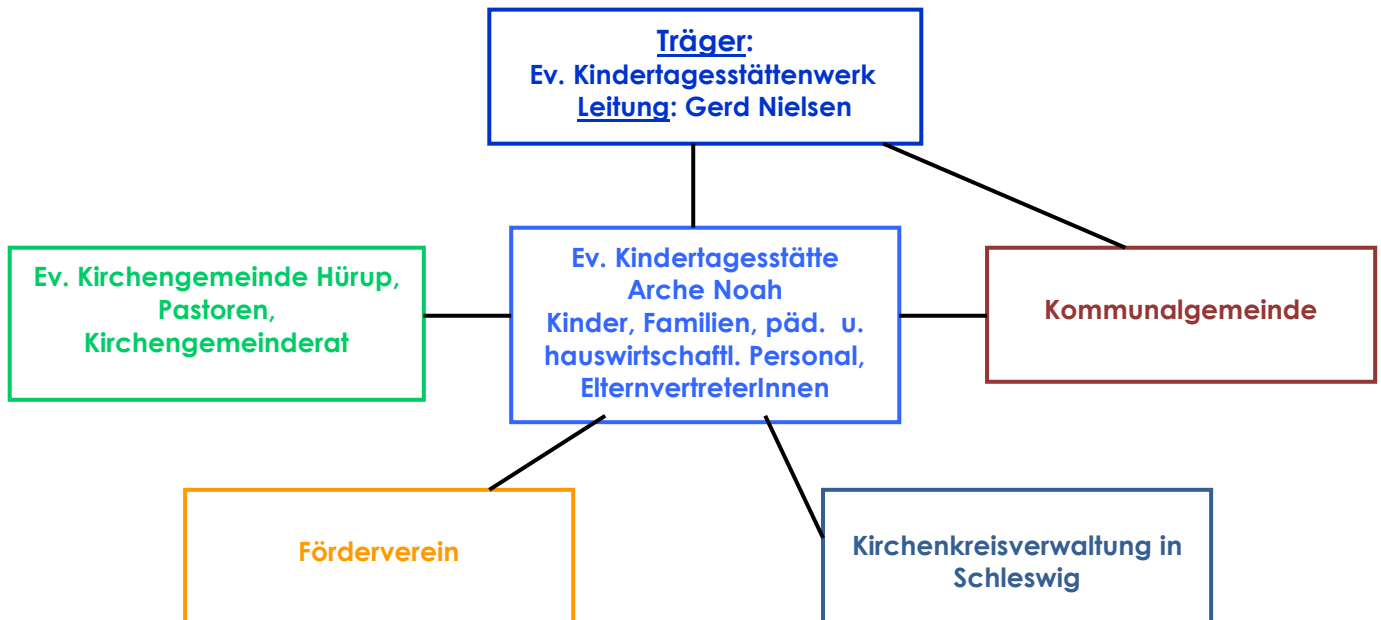 Träger:
Ev. Kindertagesstättenwerk
Leitung: Gerd Nielsen
Ev. Kirchengemeinde Hürup,
Pastoren,
Kirchengemeinderat
Ev. Kindertagesstätte
Arche Noah
Kinder, Familien, päd. u.
hauswirtschaftl. Personal,
ElternvertreterInnen
Kommunalgemeinde
Förderverein
Kirchenkreisverwaltung in
Schleswig